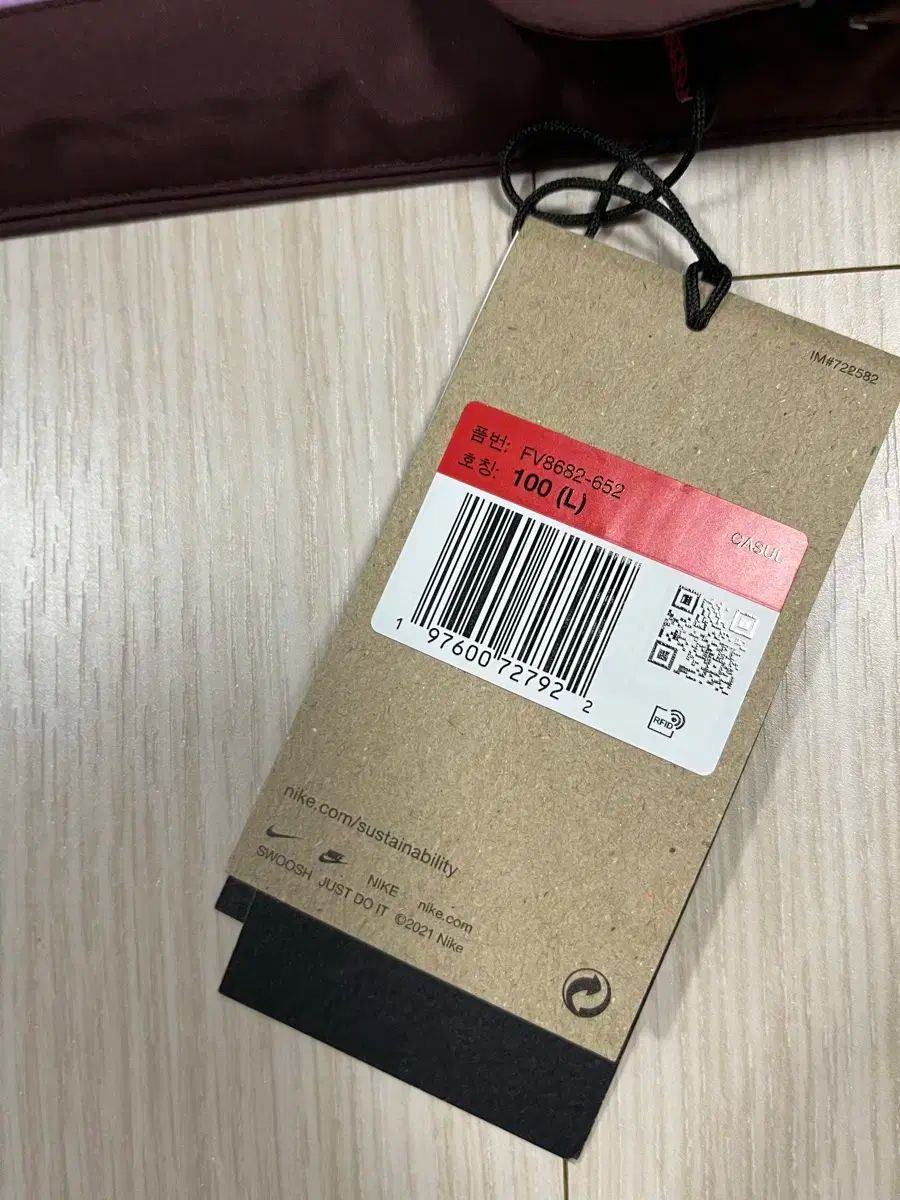 IM#722582
품번: FV8682-652
호칭: 100 (L)
CASUL
1 97600 72792 2
RFID
nike.com/sustainability
NIKE nike.com
SWOOSH JUST DO IT ©2021 Nike